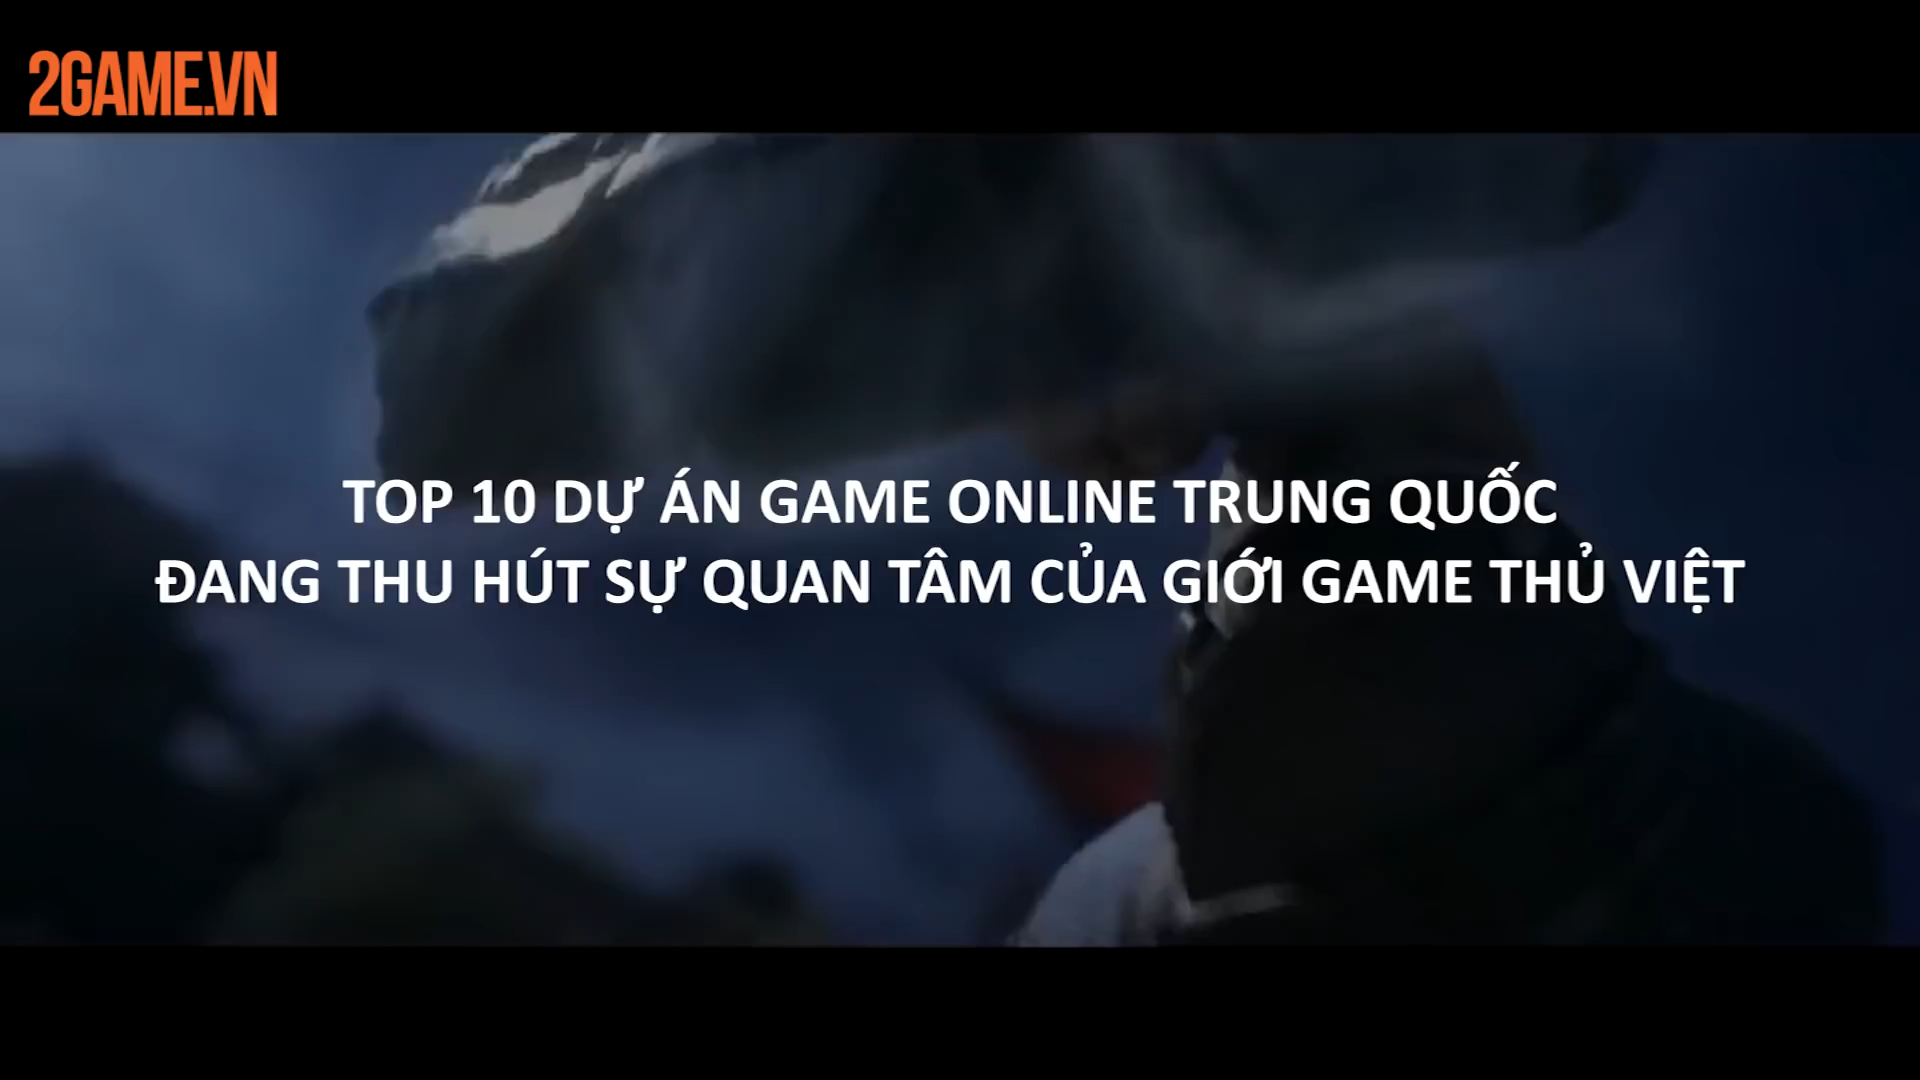 2GAME.VN
TOP 10 DỰ ÁN GAME ONLINE TRUNG QUỐC
ĐANG THU HÚT SỰ QUAN TÂM CỦA GIỚI GAME THỦ VIỆT